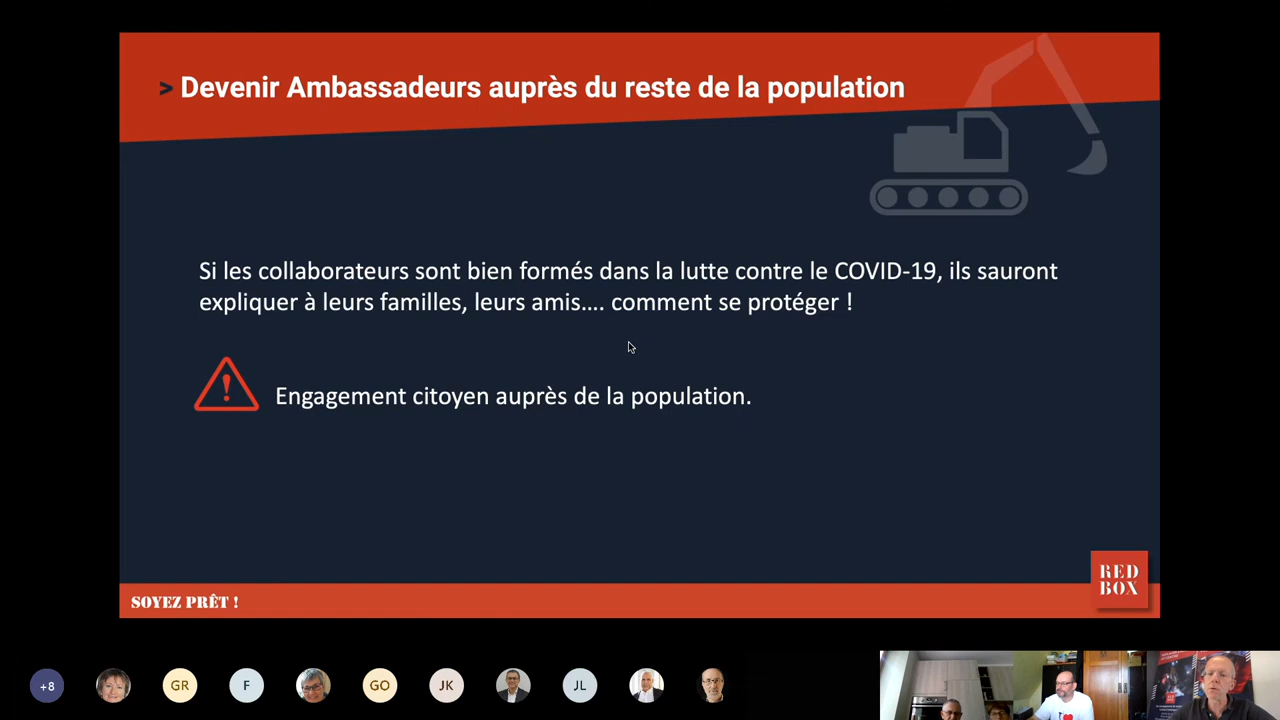 > Devenir Ambassadeurs auprès du reste de la population
Si les collaborateurs sont bien formés dans la lutte contre le COVID-19, ils sauront
expliquer à leurs familles, leurs amis…. comment se protéger !
Engagement citoyen auprès de la population.
RED
BOX
SOYEZ PRÊT !
+8
GR
F
GO
JK
JL